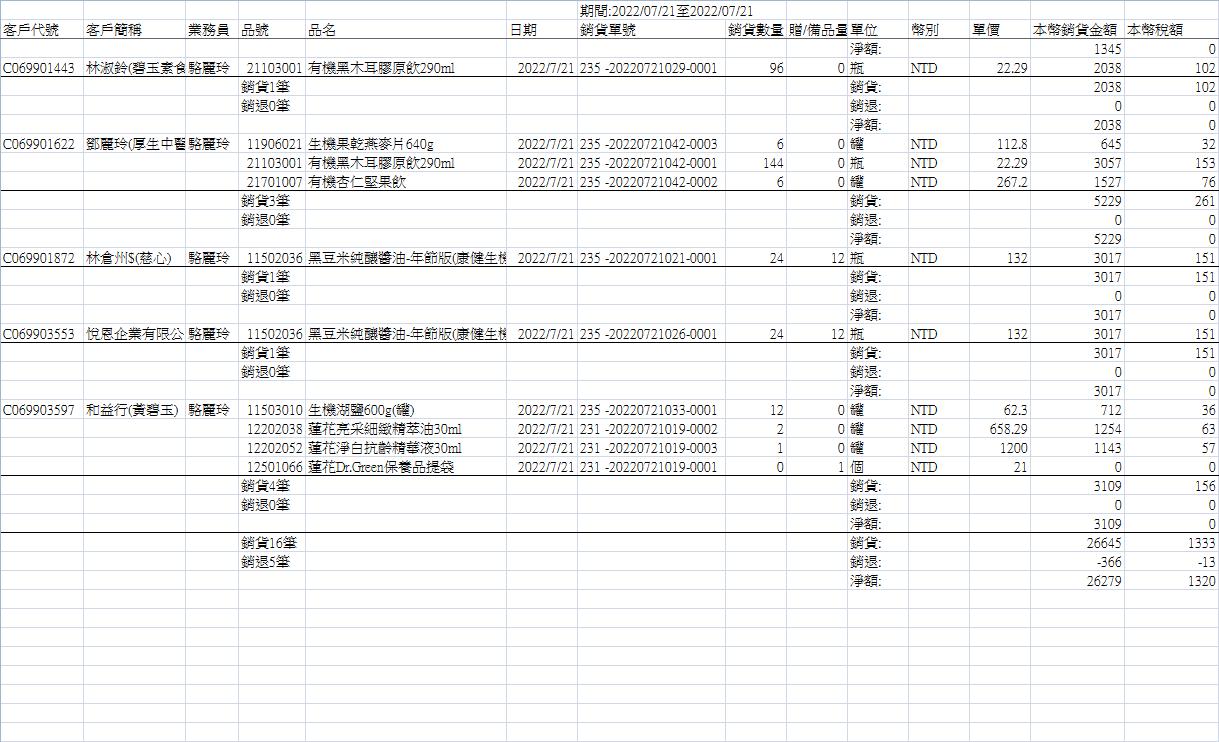 期間:2022/07/21至2022/07/21
客戶代號 客戶簡稱 業務員 品號 品名 日期 銷貨單號 銷貨數量 贈/備品量 單位 幣別 單價 本幣銷貨金額 本幣稅額
淨額: 1345 0
C069901443 林淑鈴(碧玉素食 駱麗玲 21103001 有機黑木耳膠原飲290ml 2022/7/21 235 -20220721029-0001 96 0 瓶 NTD 22.29 2038 102
銷貨1筆 銷貨: 2038 102
銷退0筆 銷退: 0 0
淨額: 2038 0
C069901622 鄧麗玲(厚生中醫 駱麗玲 11906021 生機果乾燕麥片640g 2022/7/21 235 -20220721042-0003 6 0 罐 NTD 112.8 645 32
21103001 有機黑木耳膠原飲290ml 2022/7/21 235 -20220721042-0001 144 0 瓶 NTD 22.29 3057 153
21701007 有機杏仁堅果飲 2022/7/21 235 -20220721042-0002 6 0 罐 NTD 267.2 1527 76
銷貨3筆 銷貨: 5229 261
銷退0筆 銷退: 0 0
淨額: 5229 0
C069901872 林倉州$(慈心) 駱麗玲 11502036 黑豆米純釀醬油-年節版(康健生機 2022/7/21 235 -20220721021-0001 24 12 瓶 NTD 132 3017 151
銷貨1筆 銷貨: 3017 151
銷退0筆 銷退: 0 0
淨額: 3017 0
C069903553 悅恩企業有限公 駱麗玲 11502036 黑豆米純釀醬油-年節版(康健生機 2022/7/21 235 -20220721026-0001 24 12 瓶 NTD 132 3017 151
銷貨1筆 銷貨: 3017 151
銷退0筆 銷退: 0 0
淨額: 3017 0
C069903597 和益行(黃碧玉) 駱麗玲 11503010 生機湖鹽600g(罐) 2022/7/21 235 -20220721033-0001 12 0 罐 NTD 62.3 712 36
12202038 蓮花亮采細緻精萃油30ml 2022/7/21 231 -20220721019-0002 2 0 罐 NTD 658.29 1254 63
12202052 蓮花淨白抗齡精華液30ml 2022/7/21 231 -20220721019-0003 1 0 罐 NTD 1200 1143 57
12501066 蓮花Dr.Green保養品提袋 2022/7/21 231 -20220721019-0001 0 1 個 NTD 21 0 0
銷貨4筆 銷貨: 3109 156
銷退0筆 銷退: 0 0
淨額: 3109 0
銷貨16筆 銷貨: 26645 1333
銷退5筆 銷退: -366 -13
淨額: 26279 1320